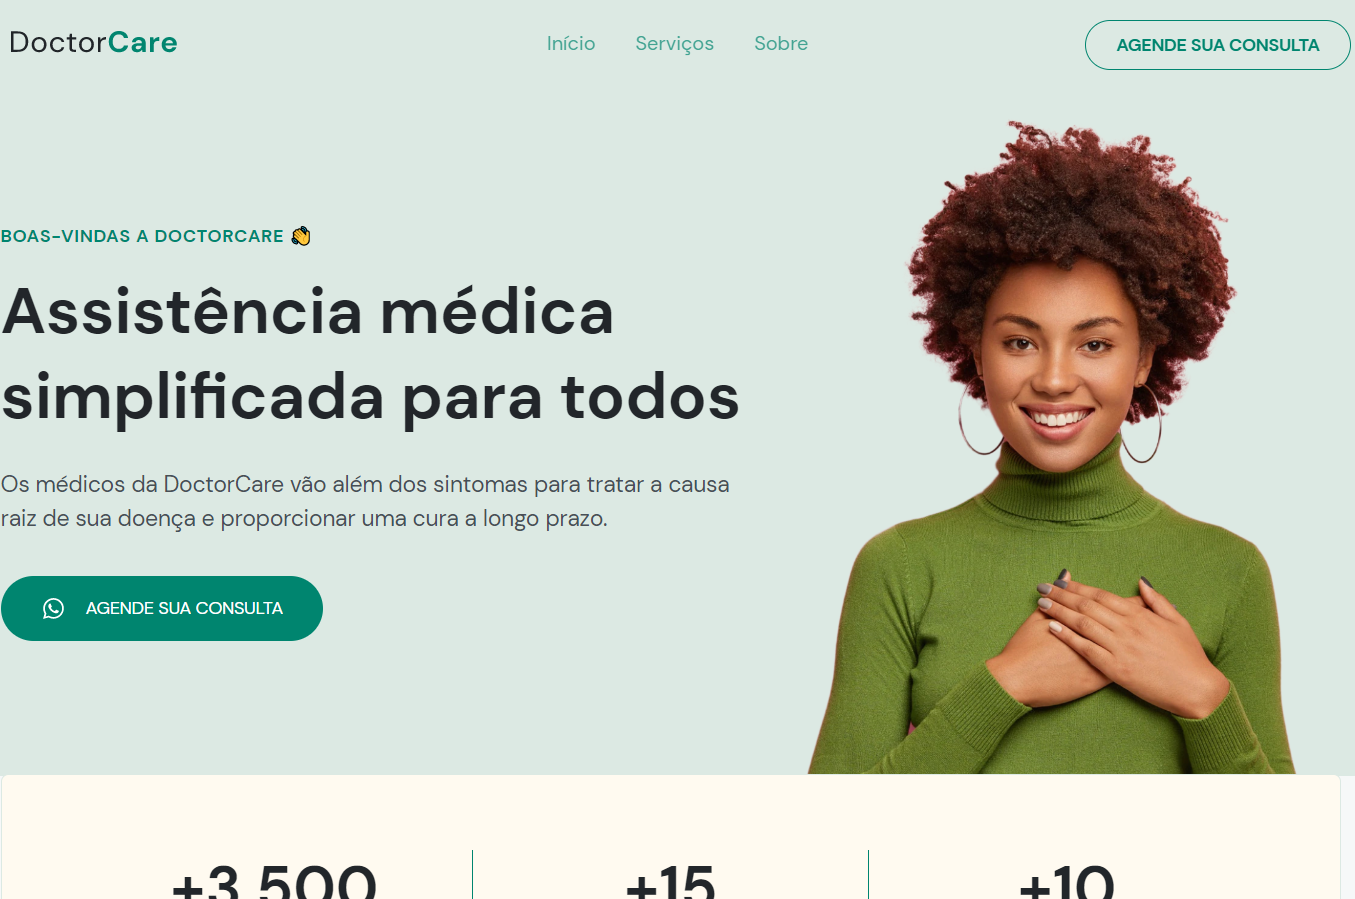 DoctorCare
Início
Serviços
Sobre
AGENDE SUA CONSULTA
BOAS-VINDAS A DOCTORCARE 👋
Assistência médica
simplificada para todos
Os médicos da DoctorCare vão além dos sintomas para tratar a causa
raiz de sua doença e proporcionar uma cura a longo prazo.
AGENDE SUA CONSULTA
+3.500
+15
+10